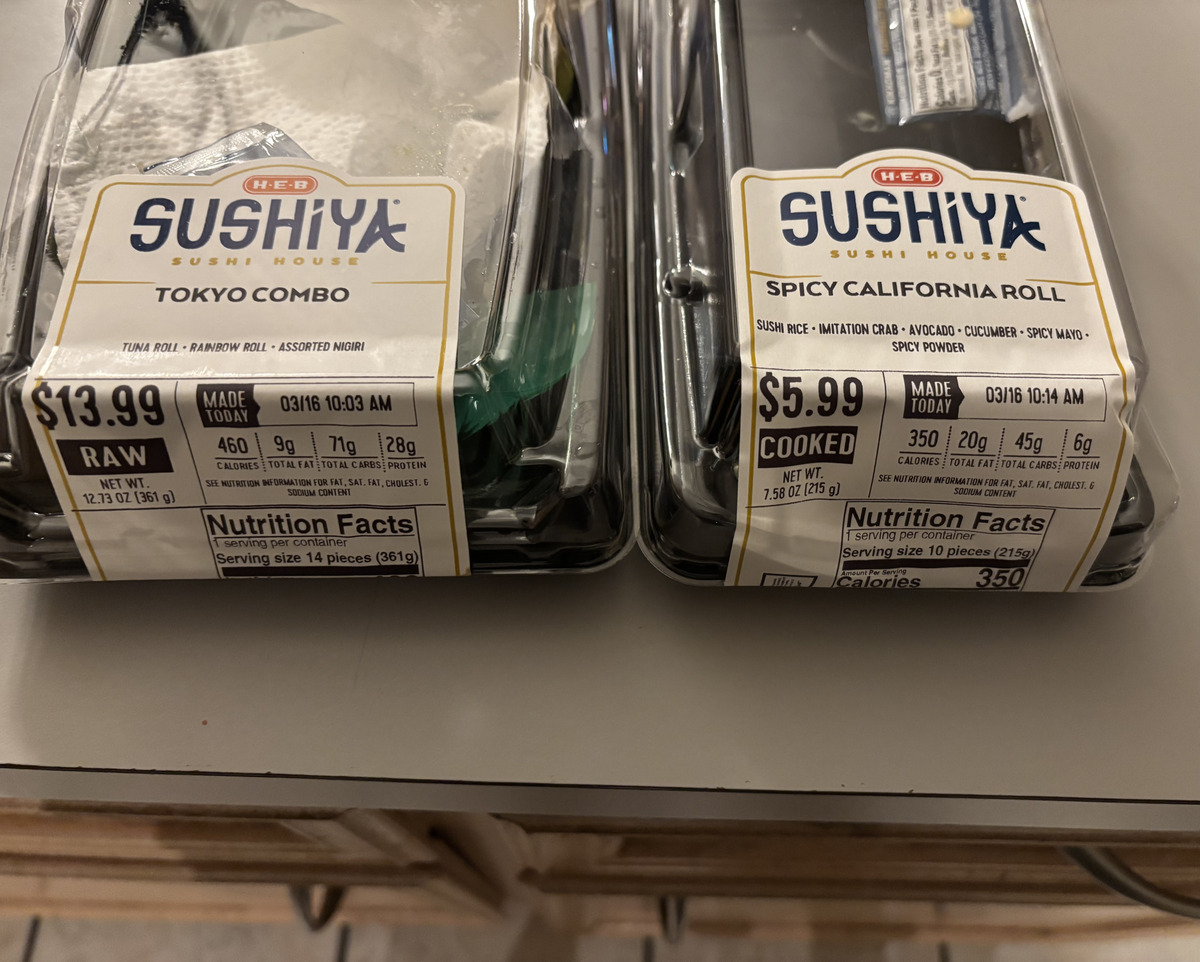 H-E-B
SUSHiYA
SUSHI HOUSE
TOKYO COMBO
TUNA ROLL • RAINBOW ROLL • ASSORTED NIGIRI
$13.99
RAW
NET WT.
12.73 OZ (361 g)
MADE TODAY
03/16 10:03 AM
460 9g 71g 28g
CALORIES TOTAL FAT TOTAL CARBS PROTEIN
SEE NUTRITION INFORMATION FOR FAT, SAT. FAT, CHOLEST. &
SODIUM CONTENT
Nutrition Facts
1 serving per container
Serving size 14 pieces (361g)
H-E-B
SUSHiYA
SUSHI HOUSE
SPICY CALIFORNIA ROLL
SUSHI RICE • IMITATION CRAB • AVOCADO • CUCUMBER • SPICY MAYO •
SPICY POWDER
$5.99
COOKED
NET WT.
7.58 OZ (215 g)
MADE TODAY
03/16 10:14 AM
350 20g 45g 6g
CALORIES TOTAL FAT TOTAL CARBS PROTEIN
SEE NUTRITION INFORMATION FOR FAT, SAT. FAT, CHOLEST. &
SODIUM CONTENT
Nutrition Facts
1 serving per container
Serving size 10 pieces (215g)
Amount Per Serving
Calories 350